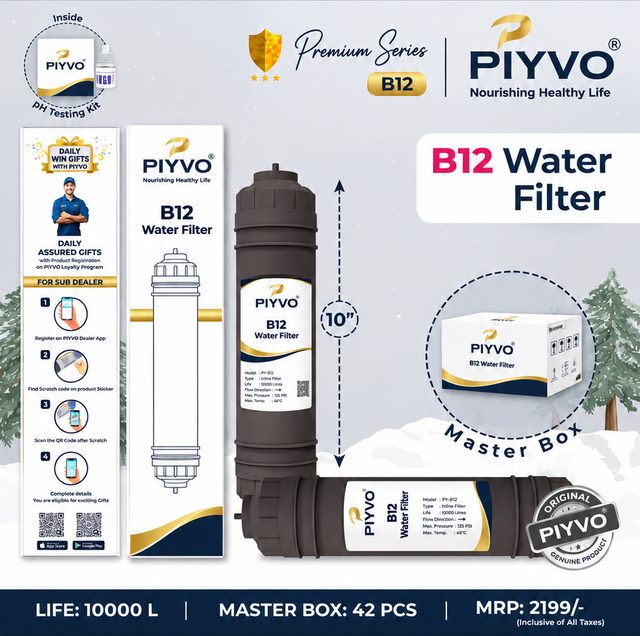 Inside
PIYVO
pH Testing Kit
Premium Series
B12
PIYVO®
Nourishing Healthy Life
B12 Water
Filter
DAILY
WIN GIFTS
WITH PIYVO
DAILY
ASSURED GIFTS
with Product Registration
on PIYVO Loyalty Program
FOR SUB DEALER
1
Register on PIYVO Dealer App
2
Find Scratch code on product Sticker
3
Scan the QR Code after Scratch
4
Complete details
You are eligible for exciting Gifts
App Store
Google Play
PIYVO®
Nourishing Healthy Life
B12
Water Filter
PIYVO
B12
Water Filter
Model : PY-B12
Type : Inline Filter
Life : 10000 Litres
Flow Direction : →
Max. Pressure : 125 PSI
Max. Temp. : 45°C
10"
PIYVO
B12 Water Filter
Master Box
PIYVO
B12
Water Filter
Model : PY-B12
Type : Inline Filter
Life : 10000 Litres
Flow Direction : →
Max. Pressure : 125 PSI
Max. Temp. : 45°C
ORIGINAL
PIYVO®
GENUINE PRODUCT
LIFE: 10000 L | MASTER BOX: 42 PCS | MRP: 2199/-
(Inclusive of All Taxes)